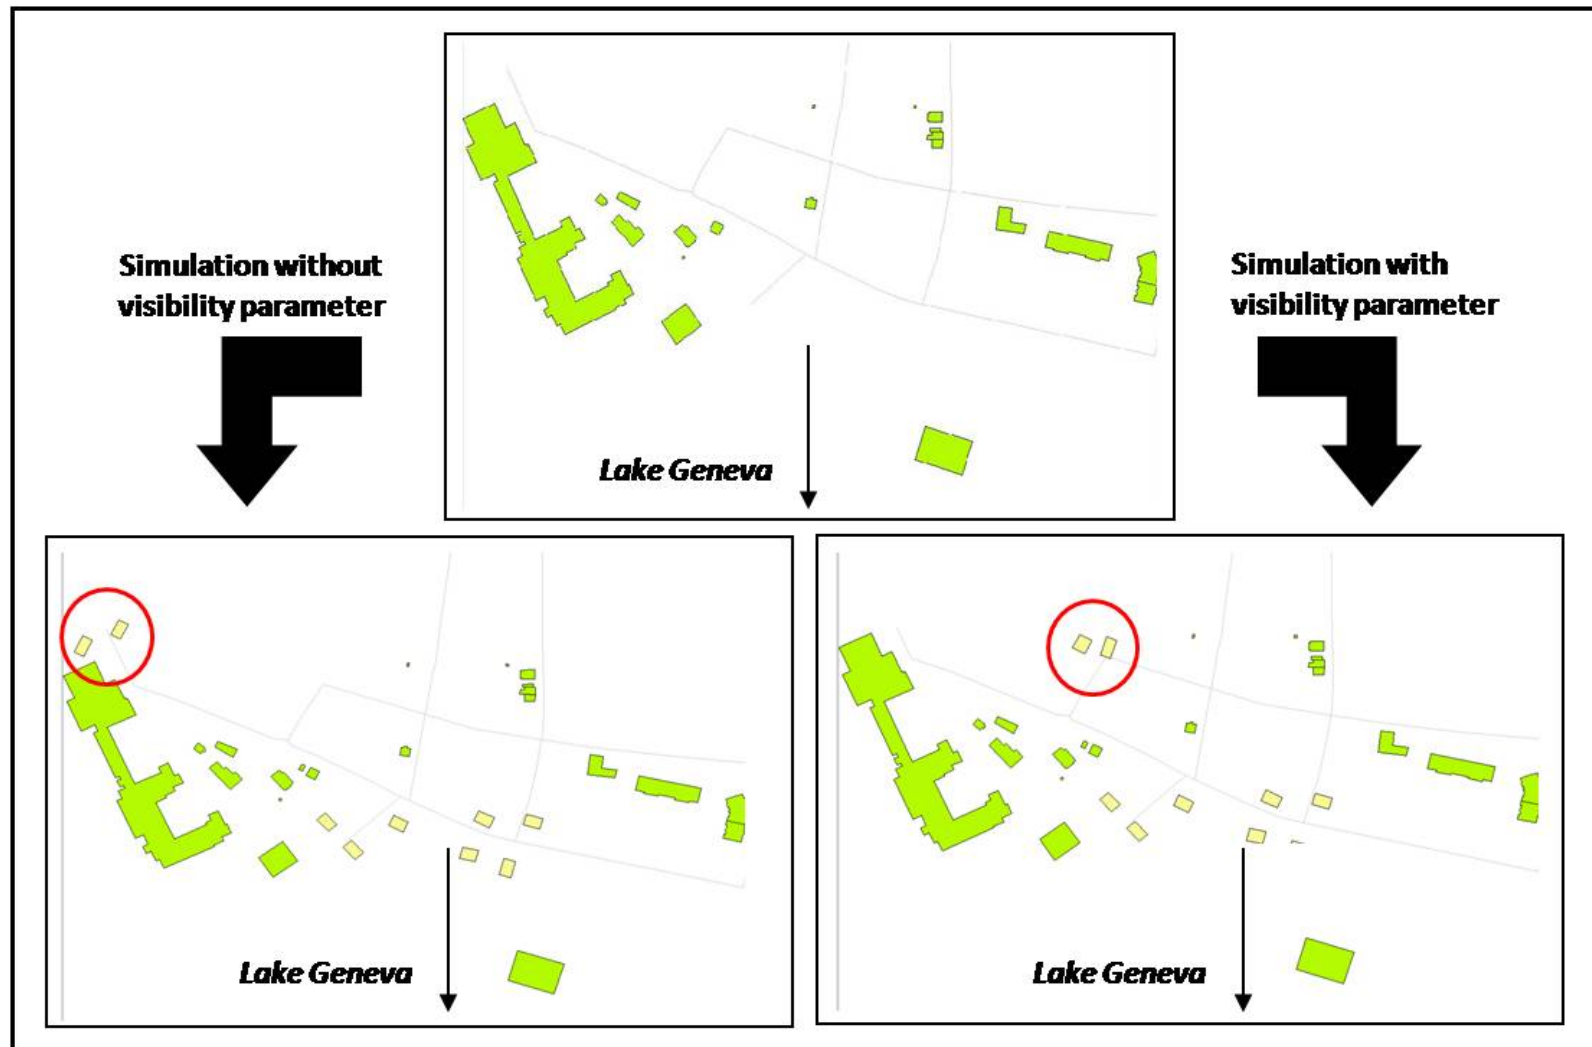 Simulation without
visibility parameter
Simulation with
visibility parameter
Lake Geneva
Lake Geneva
Lake Geneva